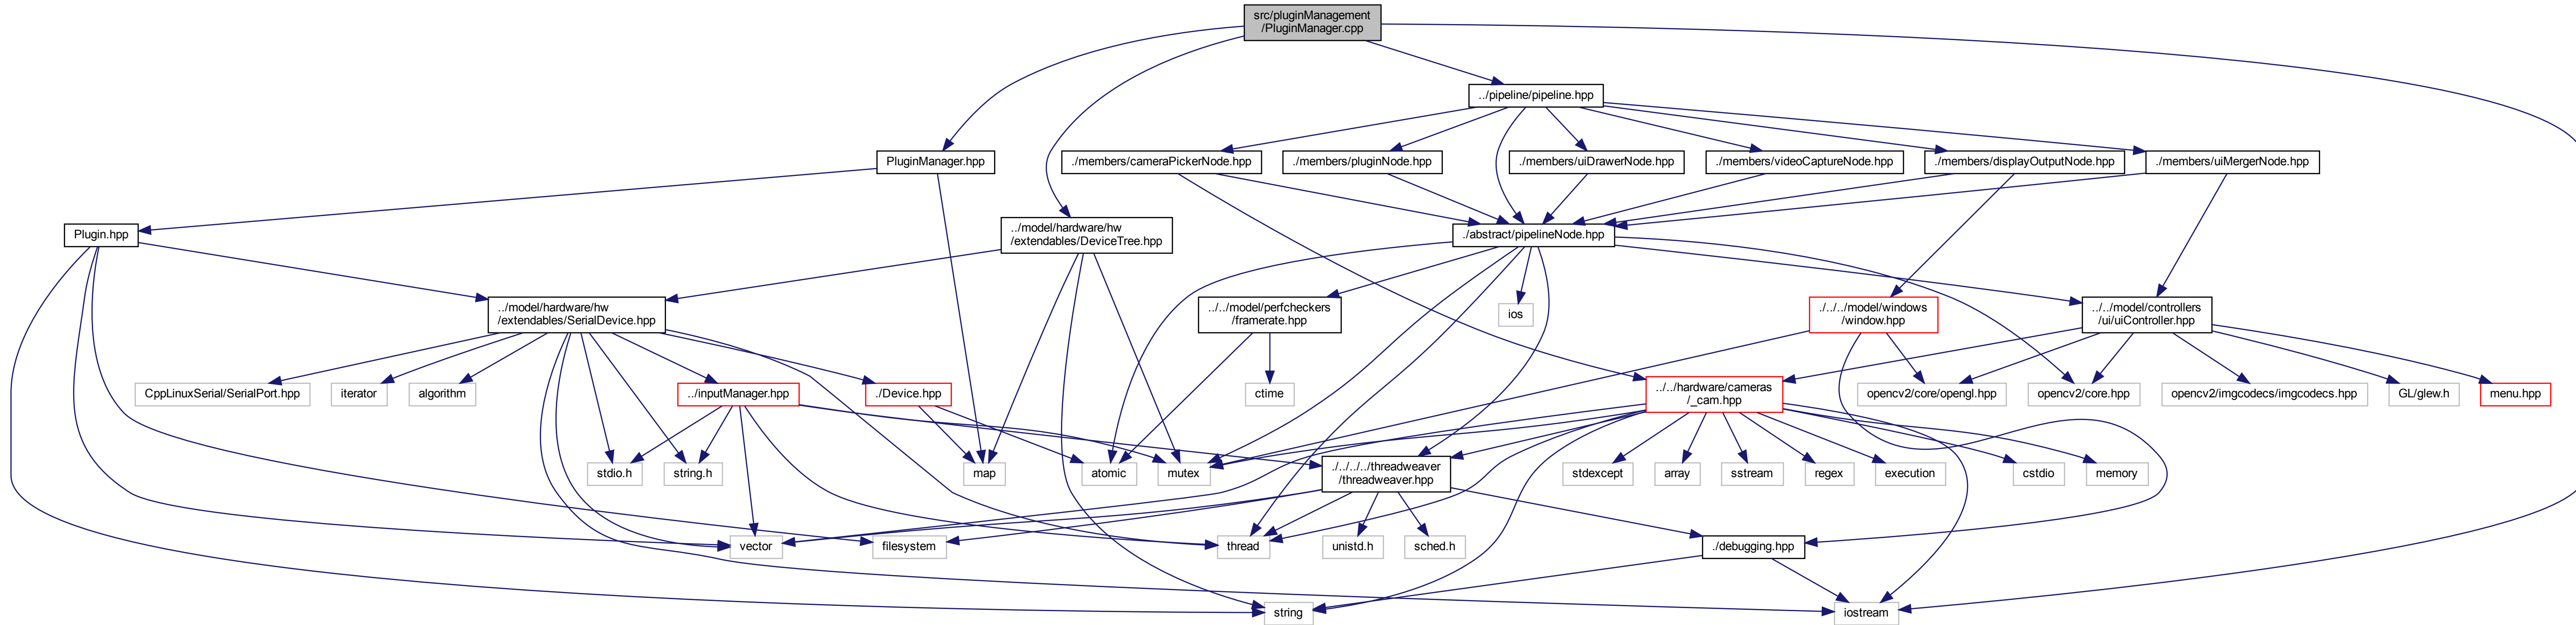 src/pluginManagement
/PluginManager.cpp
../pipeline/pipeline.hpp
PluginManager.hpp
./members/cameraPickerNode.hpp
./members/pluginNode.hpp
./members/uiDrawerNode.hpp
./members/videoCaptureNode.hpp
./members/displayOutputNode.hpp
./members/uiMergerNode.hpp
Plugin.hpp
../model/hardware/hw
/extendables/DeviceTree.hpp
./abstract/pipelineNode.hpp
../model/hardware/hw
/extendables/SerialDevice.hpp
../../model/perfcheckers
/framerate.hpp
ios
./../../model/windows
/window.hpp
../../model/controllers
/ui/uiController.hpp
CppLinuxSerial/SerialPort.hpp
iterator
algorithm
../inputManager.hpp
./Device.hpp
ctime
../../hardware/cameras
/_cam.hpp
opencv2/core/opengl.hpp
opencv2/core.hpp
opencv2/imgcodecs/imgcodecs.hpp
GL/glew.h
menu.hpp
stdio.h
string.h
map
atomic
mutex
./../../../threadweaver
/threadweaver.hpp
stdexcept
array
sstream
regex
execution
cstdio
memory
vector
filesystem
thread
unistd.h
sched.h
./debugging.hpp
string
iostream